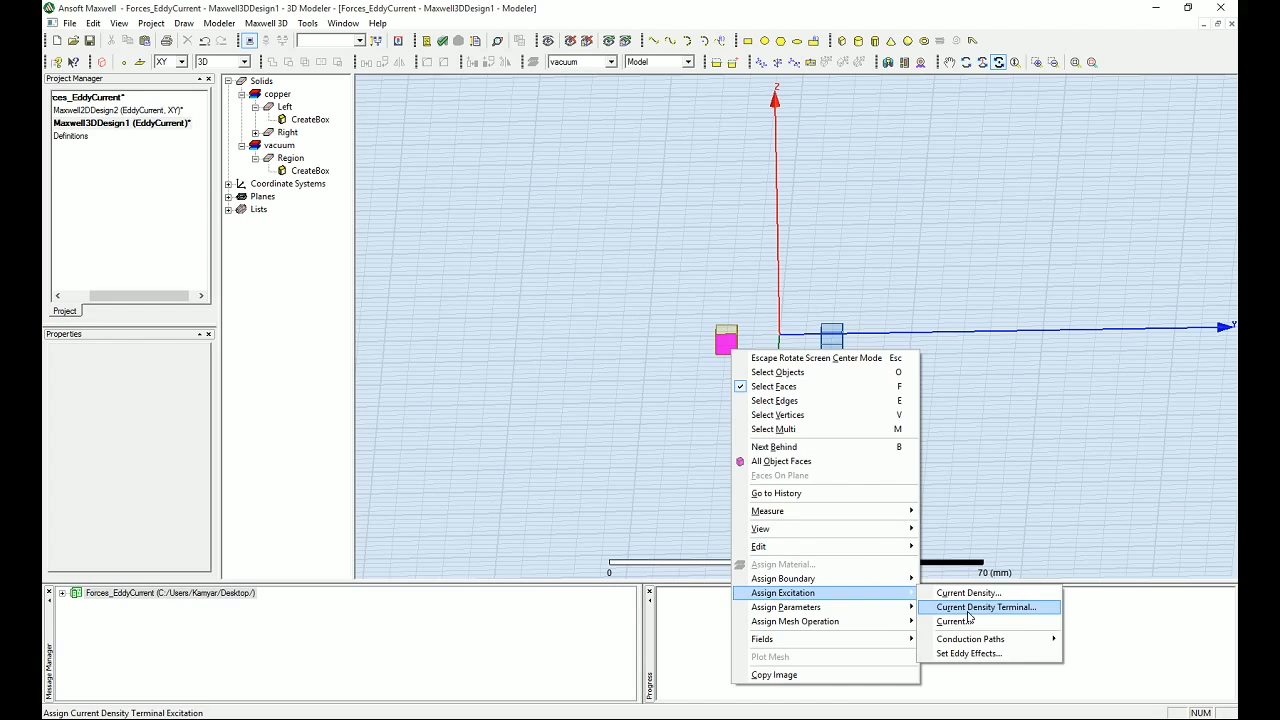 Ansoft Maxwell - Forces_EddyCurrent - Maxwell3DDesign1 - 3D Modeler - [Forces_EddyCurrent - Maxwell3DDesign1 - Modeler]
File Edit View Project Draw Modeler Maxwell 3D Tools Window Help
XY 3D vacuum Model
Project Manager
rces_EddyCurrent*
Maxwell2DDesign2 (EddyCurrent, XY)*
Maxwell3DDesign1 (EddyCurrent)*
Definitions
Project
Properties
Solids
copper
Left
CreateBox
Right
vacuum
Region
CreateBox
Coordinate Systems
Planes
Lists
Z
Y
0
70 (mm)
Escape Rotate Screen Center Mode Esc
Select Objects O
Select Faces F
Select Edges E
Select Vertices V
Select Multi M
Next Behind B
All Object Faces
Faces On Plane
Go to History
Measure
View
Edit
Assign Material...
Assign Boundary
Assign Excitation
Assign Parameters
Assign Mesh Operation
Fields
Plot Mesh
Copy Image
Current Density...
Current Density Terminal...
Current...
Conduction Paths
Set Eddy Effects...
Message Manager
Forces_EddyCurrent (C:/Users/Kamyar/Desktop/)
Progress
Assign Current Density Terminal Excitation
NUM